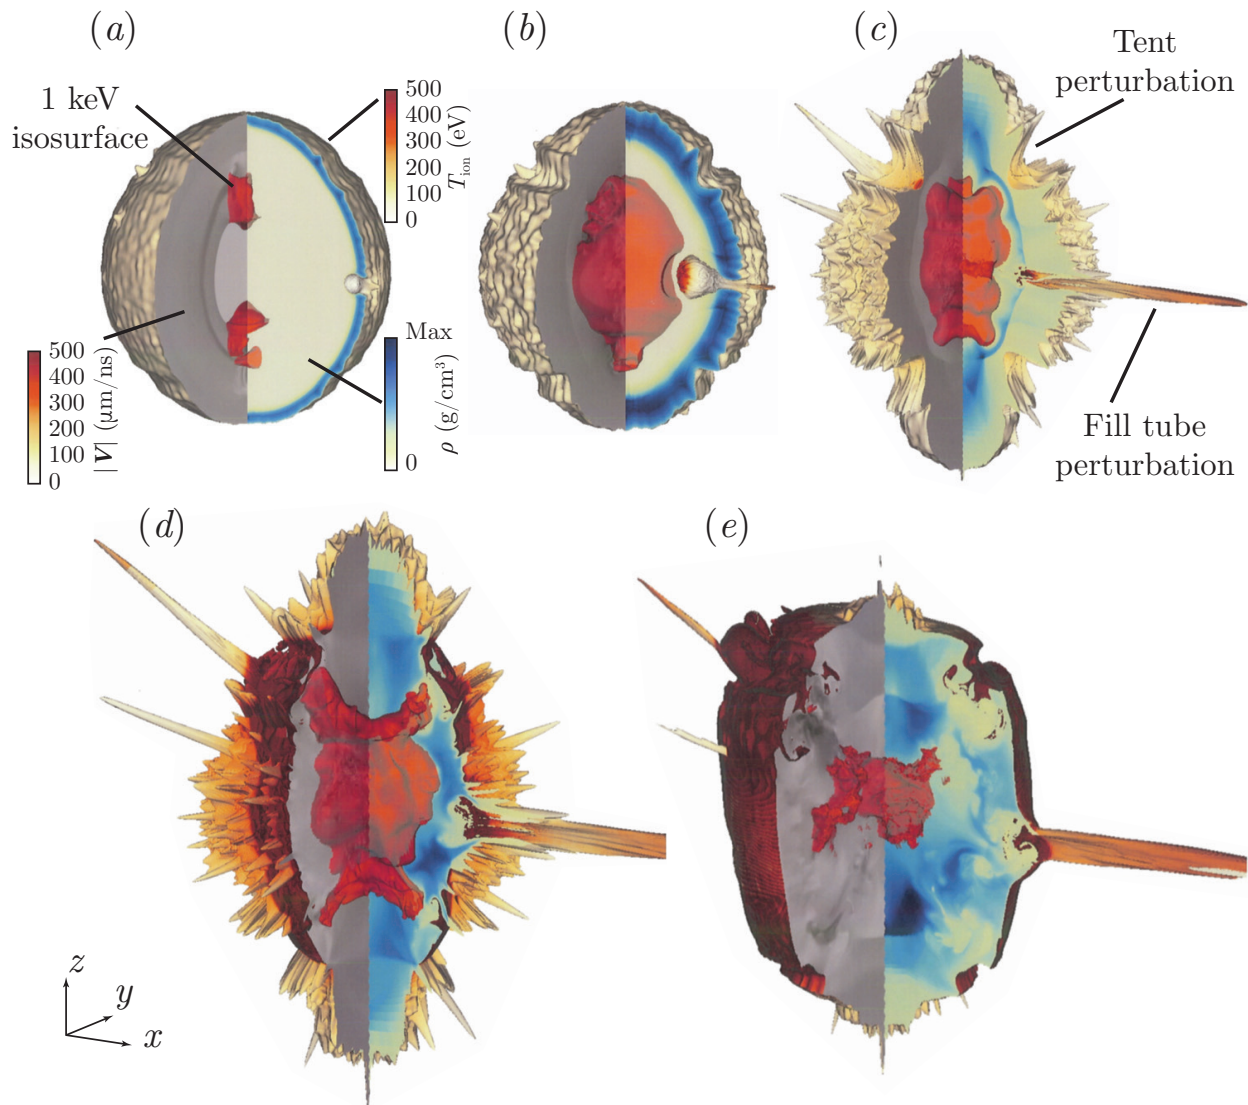 (a)
(b)
(c)
1 keV
isosurface
500
400
300
200
100
0
T_ion (eV)
Tent
perturbation
500
400
300
200
100
0
|V| (μm/ns)
Max
0
ρ (g/cm³)
Fill tube
perturbation
(d)
(e)
z
y
x